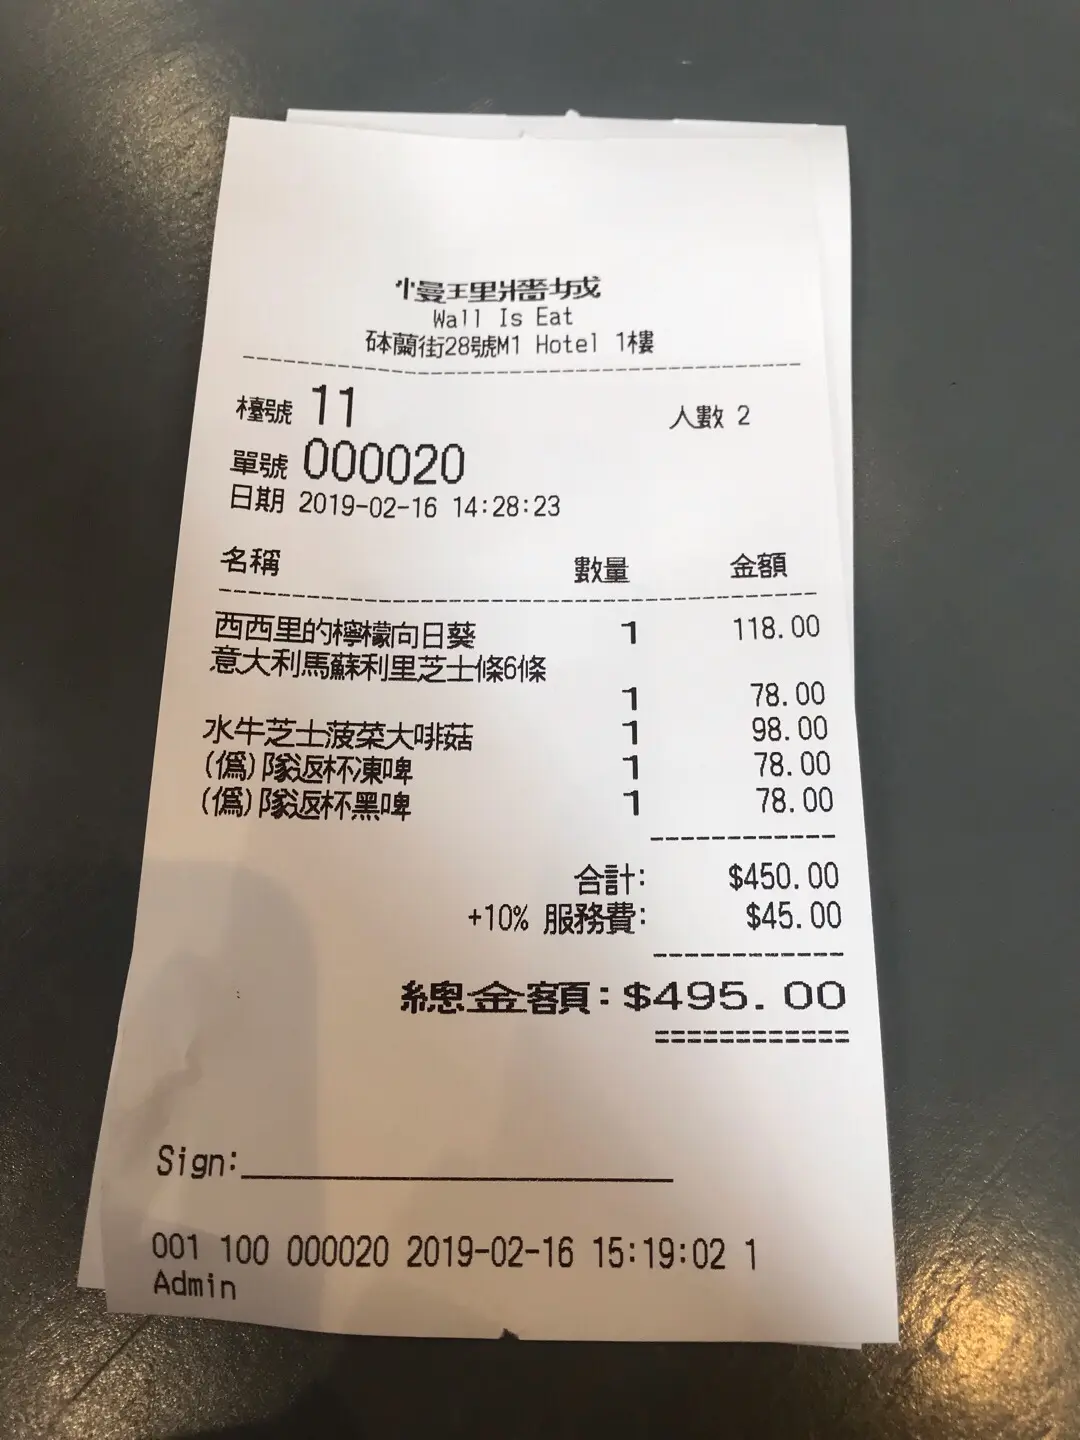 慢理牆城
Wall Is Eat
砵蘭街28號M1 Hotel 1樓
檯號 11 人數 2
單號 000020
日期 2019-02-16 14:28:23
名稱 數量 金額
西西里的檸檬向日葵 1 118.00
意大利馬蘇利里芝士條6條
1 78.00
水牛芝士菠菜大啡菇 1 98.00
(僞)隊返杯凍啤 1 78.00
(僞)隊返杯黑啤 1 78.00
合計: $450.00
+10% 服務費: $45.00
總金額: $495.00
Sign:
001 100 000020 2019-02-16 15:19:02 1
Admin